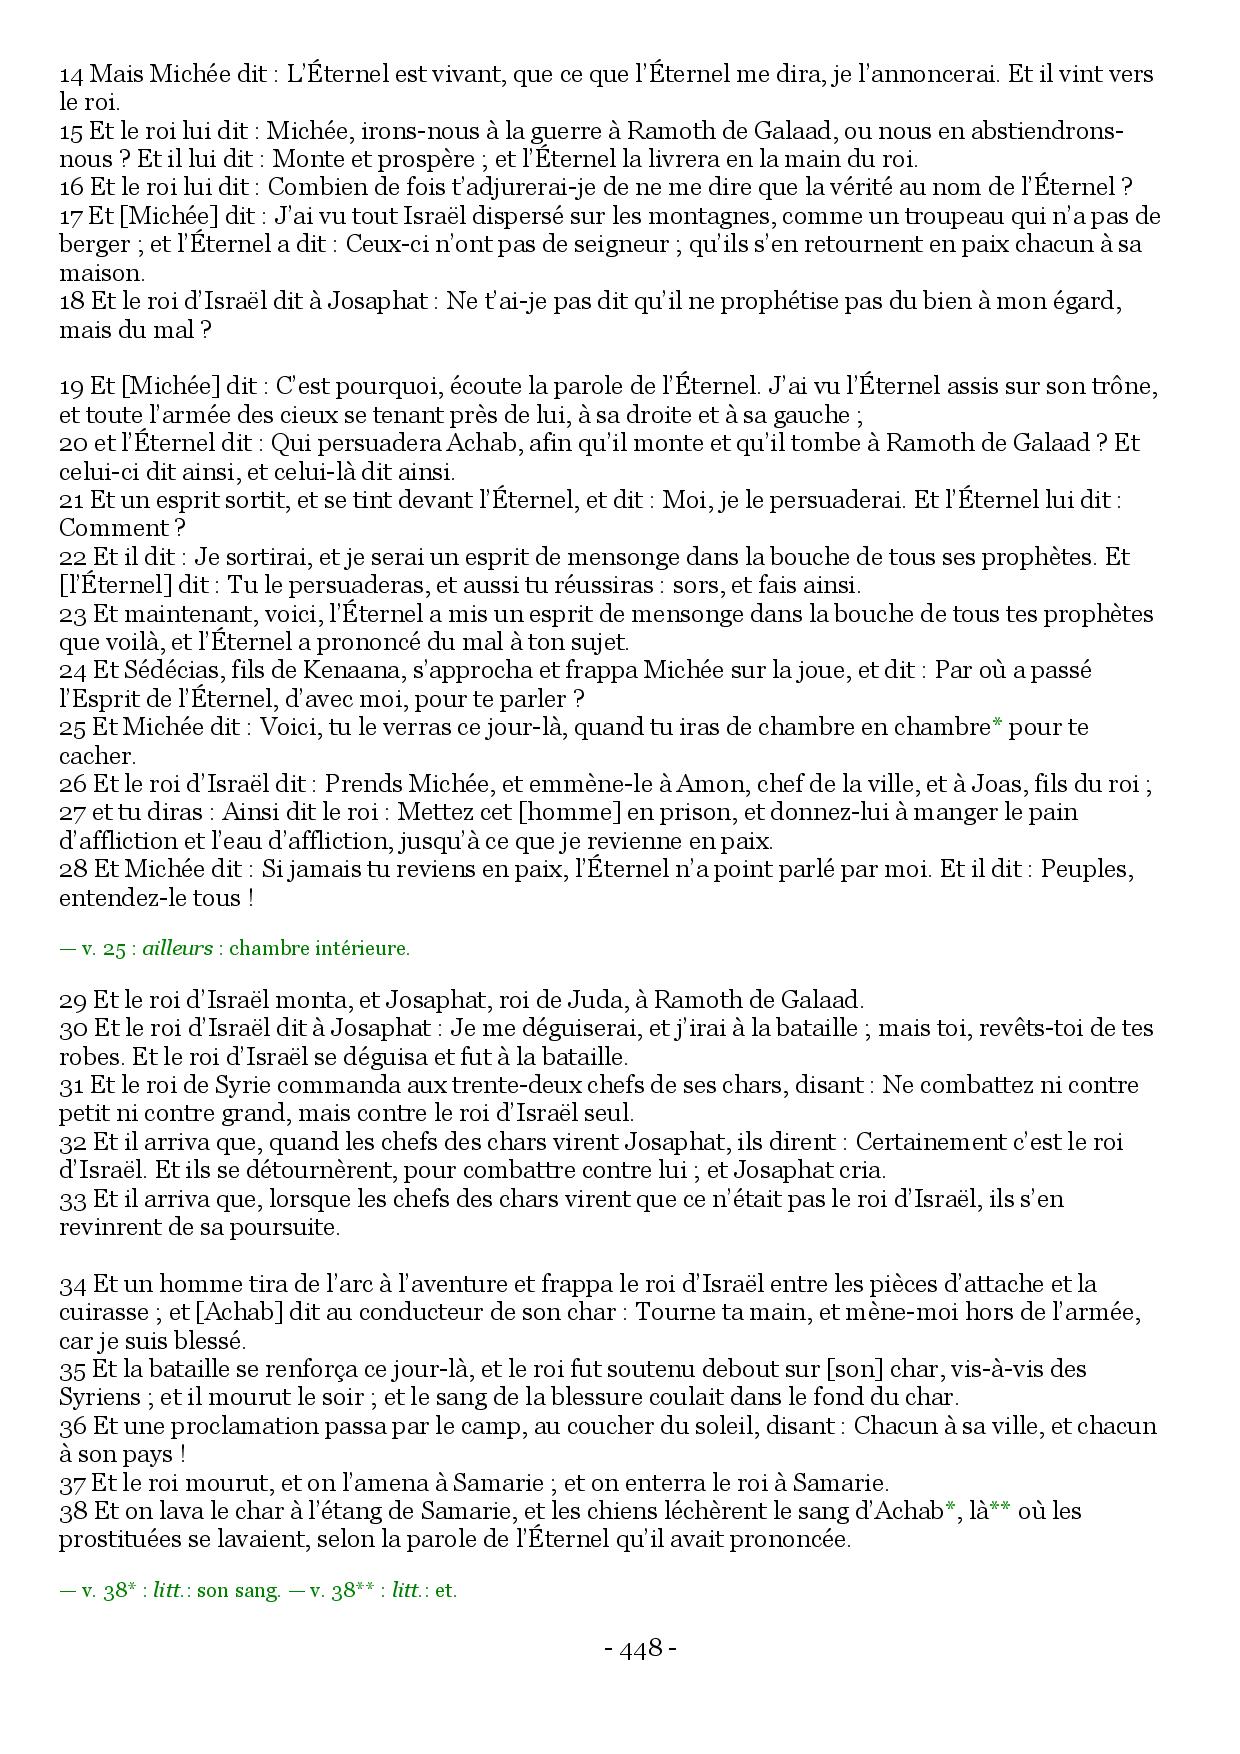 14 Mais Michée dit : L’Éternel est vivant, que ce que l’Éternel me dira, je l’annoncerai. Et il vint vers
le roi.
15 Et le roi lui dit : Michée, irons-nous à la guerre à Ramoth de Galaad, ou nous en abstiendrons-
nous ? Et il lui dit : Monte et prospère ; et l’Éternel la livrera en la main du roi.
16 Et le roi lui dit : Combien de fois t’adjurerai-je de ne me dire que la vérité au nom de l’Éternel ?
17 Et [Michée] dit : J’ai vu tout Israël dispersé sur les montagnes, comme un troupeau qui n’a pas de
berger ; et l’Éternel a dit : Ceux-ci n’ont pas de seigneur ; qu’ils s’en retournent en paix chacun à sa
maison.
18 Et le roi d’Israël dit à Josaphat : Ne t’ai-je pas dit qu’il ne prophétise pas du bien à mon égard,
mais du mal ?
19 Et [Michée] dit : C’est pourquoi, écoute la parole de l’Éternel. J’ai vu l’Éternel assis sur son trône,
et toute l’armée des cieux se tenant près de lui, à sa droite et à sa gauche ;
20 et l’Éternel dit : Qui persuadera Achab, afin qu’il monte et qu’il tombe à Ramoth de Galaad ? Et
celui-ci dit ainsi, et celui-là dit ainsi.
21 Et un esprit sortit, et se tint devant l’Éternel, et dit : Moi, je le persuaderai. Et l’Éternel lui dit :
Comment ?
22 Et il dit : Je sortirai, et je serai un esprit de mensonge dans la bouche de tous ses prophètes. Et
[l’Éternel] dit : Tu le persuaderas, et aussi tu réussiras : sors, et fais ainsi.
23 Et maintenant, voici, l’Éternel a mis un esprit de mensonge dans la bouche de tous tes prophètes
que voilà, et l’Éternel a prononcé du mal à ton sujet.
24 Et Sédécias, fils de Kenaana, s’approcha et frappa Michée sur la joue, et dit : Par où a passé
l’Esprit de l’Éternel, d’avec moi, pour te parler ?
25 Et Michée dit : Voici, tu le verras ce jour-là, quand tu iras de chambre en chambre* pour te
cacher.
26 Et le roi d’Israël dit : Prends Michée, et emmène-le à Amon, chef de la ville, et à Joas, fils du roi ;
27 et tu diras : Ainsi dit le roi : Mettez cet [homme] en prison, et donnez-lui à manger le pain
d’affliction et l’eau d’affliction, jusqu’à ce que je revienne en paix.
28 Et Michée dit : Si jamais tu reviens en paix, l’Éternel n’a point parlé par moi. Et il dit : Peuples,
entendez-le tous !
— v. 25 : ailleurs : chambre intérieure.
29 Et le roi d’Israël monta, et Josaphat, roi de Juda, à Ramoth de Galaad.
30 Et le roi d’Israël dit à Josaphat : Je me déguiserai, et j’irai à la bataille ; mais toi, revêts-toi de tes
robes. Et le roi d’Israël se déguisa et fut à la bataille.
31 Et le roi de Syrie commanda aux trente-deux chefs de ses chars, disant : Ne combattez ni contre
petit ni contre grand, mais contre le roi d’Israël seul.
32 Et il arriva que, quand les chefs des chars virent Josaphat, ils dirent : Certainement c’est le roi
d’Israël. Et ils se détournèrent, pour combattre contre lui ; et Josaphat cria.
33 Et il arriva que, lorsque les chefs des chars virent que ce n’était pas le roi d’Israël, ils s’en
revinrent de sa poursuite.
34 Et un homme tira de l’arc à l’aventure et frappa le roi d’Israël entre les pièces d’attache et la
cuirasse ; et [Achab] dit au conducteur de son char : Tourne ta main, et mène-moi hors de l’armée,
car je suis blessé.
35 Et la bataille se renforça ce jour-là, et le roi fut soutenu debout sur [son] char, vis-à-vis des
Syriens ; et il mourut le soir ; et le sang de la blessure coulait dans le fond du char.
36 Et une proclamation passa par le camp, au coucher du soleil, disant : Chacun à sa ville, et chacun
à son pays !
37 Et le roi mourut, et on l’amena à Samarie ; et on enterra le roi à Samarie.
38 Et on lava le char à l’étang de Samarie, et les chiens léchèrent le sang d’Achab*, là** où les
prostituées se lavaient, selon la parole de l’Éternel qu’il avait prononcée.
— v. 38* : litt.: son sang. — v. 38** : litt.: et.
- 448 -